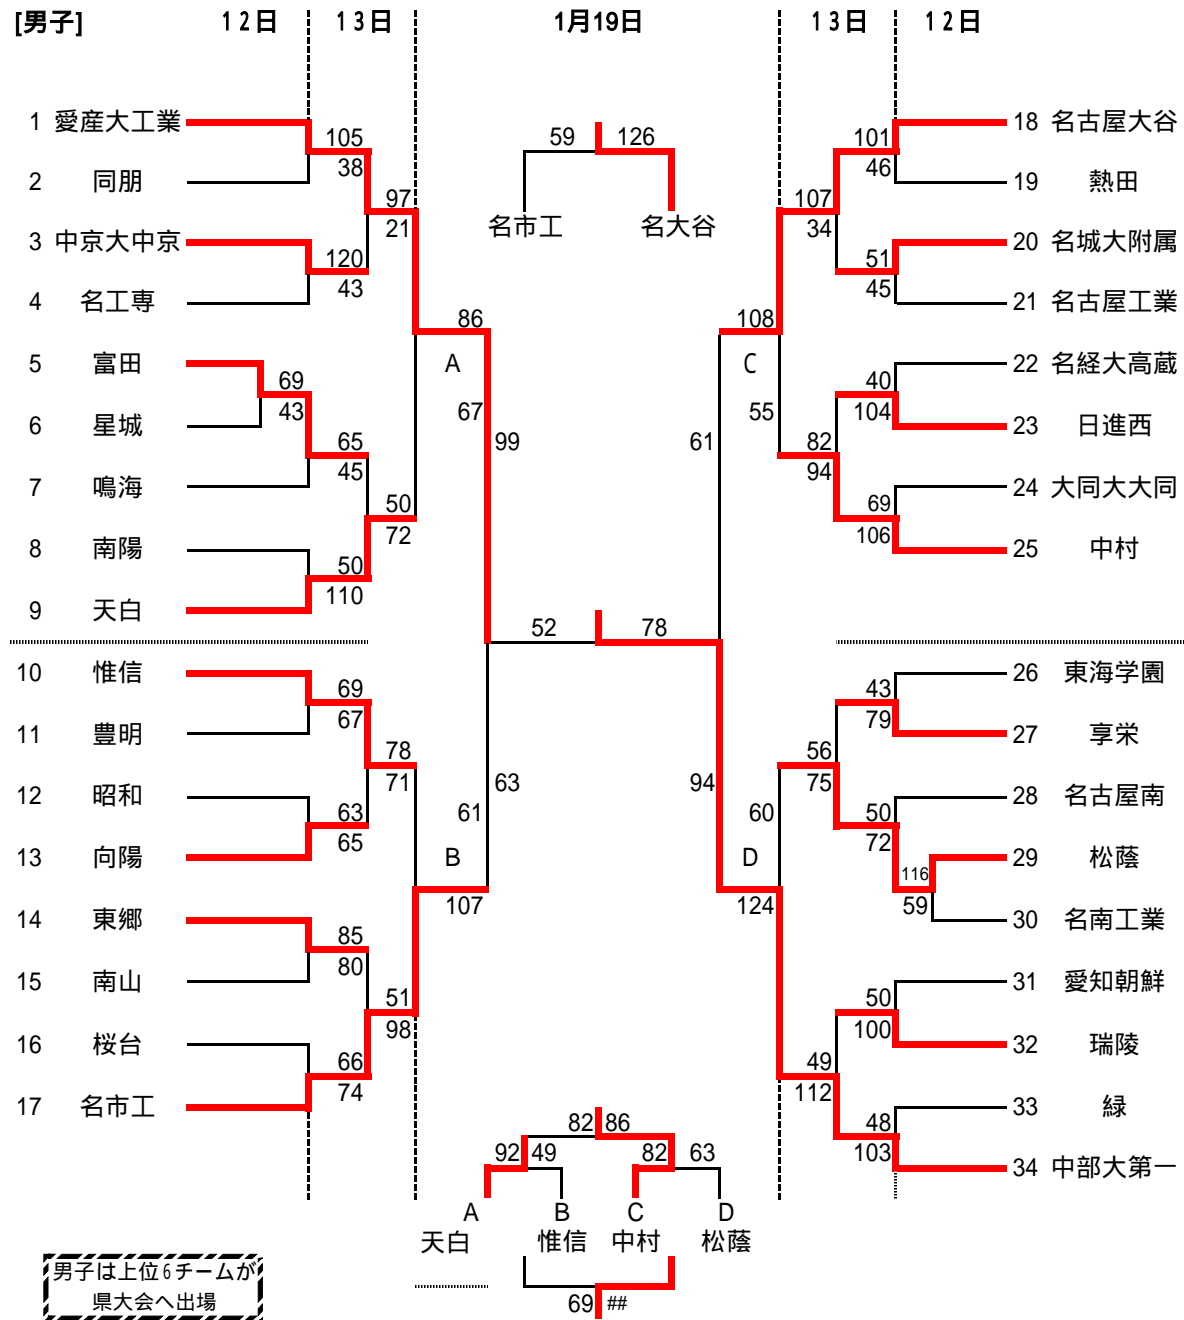 [男子] 12日 13日 1月19日 13日 12日
1 愛産大工業 105 59 126 101 18 名古屋大谷
38 46
2 同朋 97 107 19 熱田
21 名市工 名大谷 34
3 中京大中京 120 51 20 名城大附属
43 45
4 名工専 86 108 21 名古屋工業
5 富田 69 A C 40 22 名経大高蔵
43 67 55 104
6 星城 65 99 61 82 23 日進西
45 94
7 鳴海 50 69 24 大同大大同
72 106
8 南陽 50 25 中村
110
9 天白 52 78
10 惟信 69 43 26 東海学園
67 79
11 豊明 78 56 27 享栄
71 63 94 75
12 昭和 63 61 60 50 28 名古屋南
65 72
13 向陽 B D 116 29 松蔭
107 124 59
14 東郷 85 30 名南工業
80
15 南山 51 50 31 愛知朝鮮
98 100
16 桜台 66 49 32 瑞陵
74 112
17 名市工 82 86 48 33 緑
92 49 82 63 103
34 中部大第一
A B C D
天白 惟信 中村 松蔭
69 ##
男子は上位6チームが
県大会へ出場